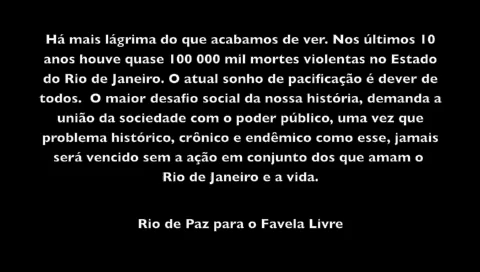 Há mais lágrima do que acabamos de ver. Nos últimos 10
anos houve quase 100 000 mil mortes violentas no Estado
do Rio de Janeiro. O atual sonho de pacificação é dever de
todos.  O maior desafio social da nossa história, demanda a
união da sociedade com o poder público, uma vez que
problema histórico, crônico e endêmico como esse, jamais
será vencido sem a ação em conjunto dos que amam o
Rio de Janeiro e a vida.
Rio de Paz para o Favela Livre